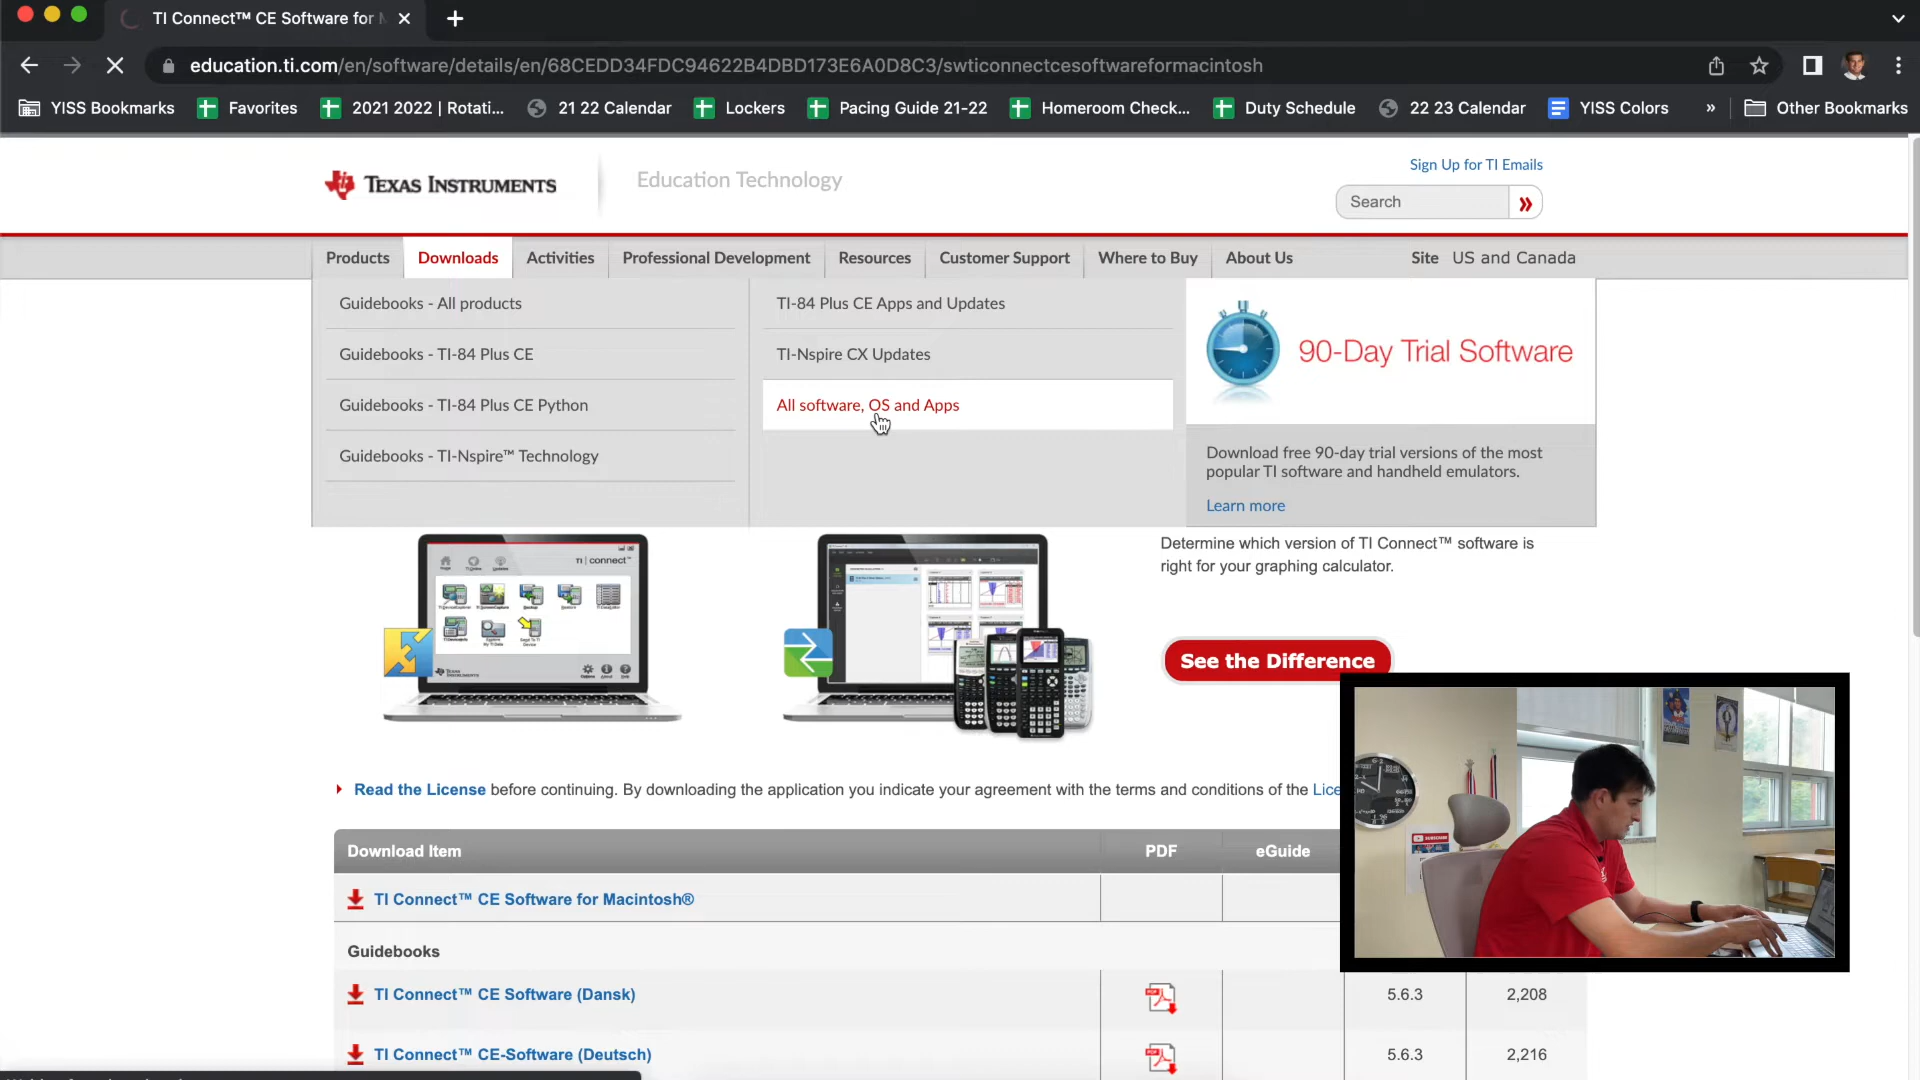 TI Connect™ CE Software for
education.ti.com/en/software/details/en/68CEDD34FDC94622B4DBD173E6A0D8C3/swticonnectcesoftwareformacintosh
YISS Bookmarks Favorites 2021 2022 | Rotati... 21 22 Calendar Lockers Pacing Guide 21-22 Homeroom Check... Duty Schedule 22 23 Calendar YISS Colors » Other Bookmarks
Sign Up for TI Emails
TEXAS INSTRUMENTS Education Technology
Search
Products Downloads Activities Professional Development Resources Customer Support Where to Buy About Us Site US and Canada
Guidebooks - All products TI-84 Plus CE Apps and Updates
90-Day Trial Software
Guidebooks - TI-84 Plus CE TI-Nspire CX Updates
Guidebooks - TI-84 Plus CE Python All software, OS and Apps
Guidebooks - TI-Nspire™ Technology
Download free 90-day trial versions of the most
popular TI software and handheld emulators.
Learn more
Determine which version of TI Connect™ software is
right for your graphing calculator.
TI connect™
See the Difference
TEXAS INSTRUMENTS
SUBSCRIBE
Read the License before continuing. By downloading the application you indicate your agreement with the terms and conditions of the Lice
Download Item PDF eGuide
TI Connect™ CE Software for Macintosh®
Guidebooks
TI Connect™ CE Software (Dansk) PDF 5.6.3 2,208
TI Connect™ CE-Software (Deutsch) PDF 5.6.3 2,216